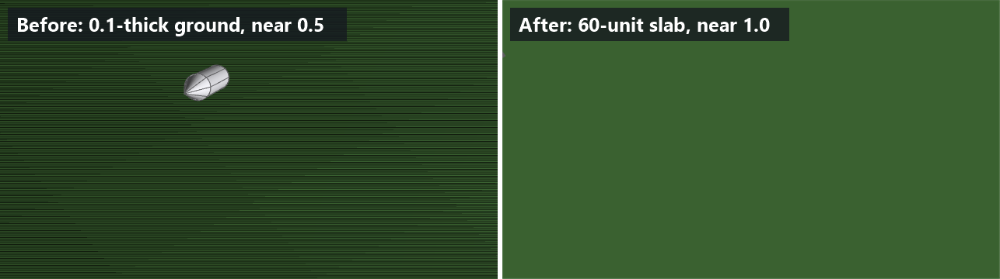 Before: 0.1-thick ground, near 0.5
After: 60-unit slab, near 1.0